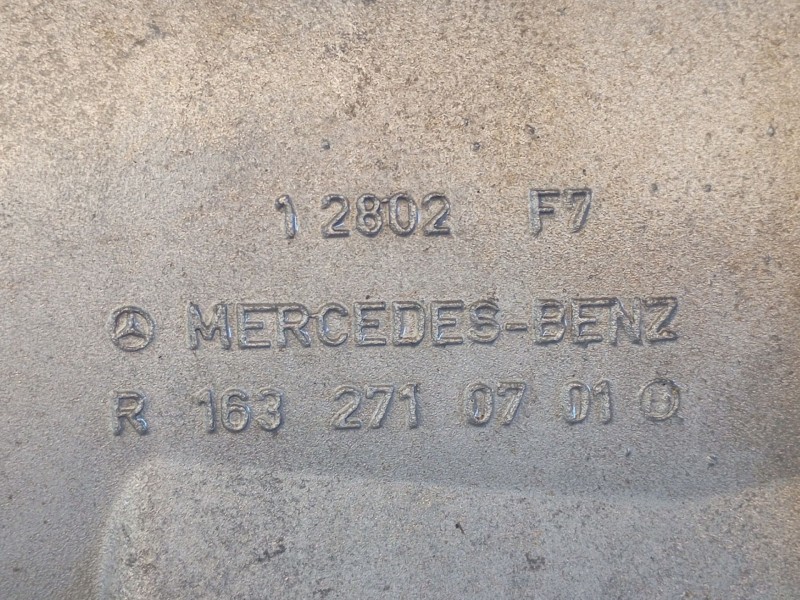 1 2802 F7
MERCEDES-BENZ
R 163 271 07 01